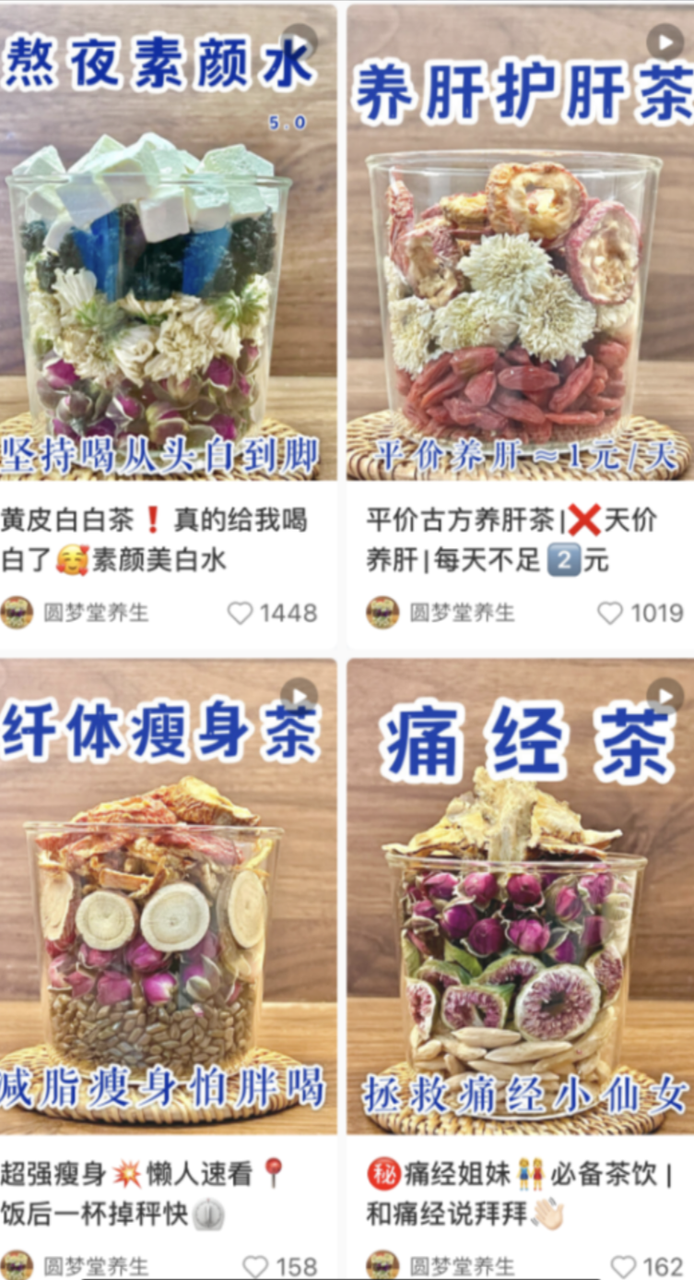 熬夜素颜水
5.0
坚持喝从头白到脚
黄皮白白茶❗真的给我喝
白了🥰素颜美白水
圆梦堂养生
1448
养肝护肝茶
平价养肝≈1元/天
平价古方养肝茶|❌天价
养肝|每天不足2️⃣元
圆梦堂养生
1019
纤体瘦身茶
减脂瘦身怕胖喝
超强瘦身💥懒人速看📍
饭后一杯掉秤快
圆梦堂养生
158
痛经茶
拯救痛经小仙女
㊙️痛经姐妹👭必备茶饮|
和痛经说拜拜👋🏻
圆梦堂养生
162